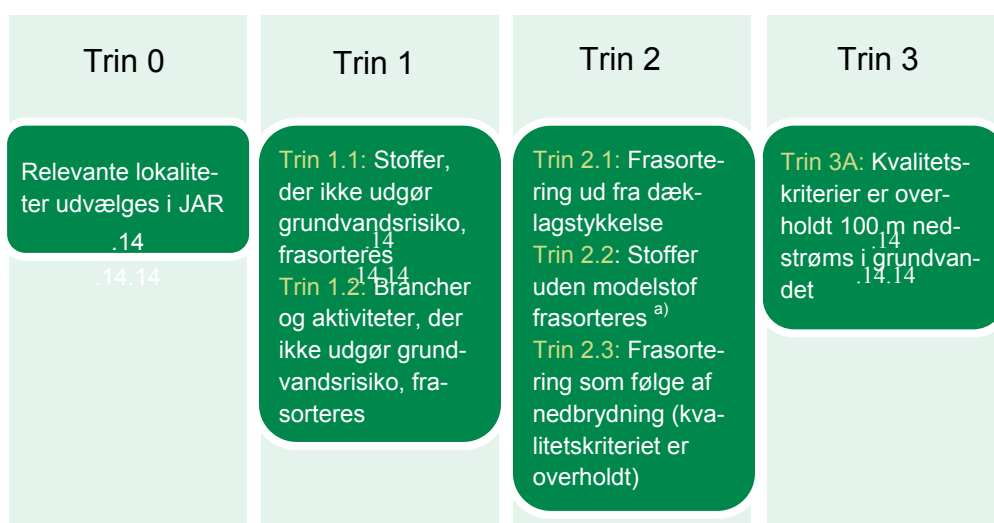 Trin 0
Relevante lokalite-
ter udvælges i JAR
.14
.14.14
Trin 1
Trin 1.1: Stoffer,
der ikke udgør
grundvandsrisiko,
.14
frasorteres
.14.14
Trin 1.2: Brancher
og aktiviteter, der
ikke udgør grund-
vandsrisiko, fra-
sorteres
Trin 2
Trin 2.1: Frasorte-
ring ud fra dæk-
lagstykkelse
Trin 2.2: Stoffer
uden modelstof
frasorteres a)
Trin 2.3: Frasorte-
ring som følge af
nedbrydning (kva-
litetskriteriet er
overholdt)
Trin 3
Trin 3A: Kvalitets-
kriterier er over-
holdt 100 m ned-
.14
strøms i grundvan-
.14.14
det